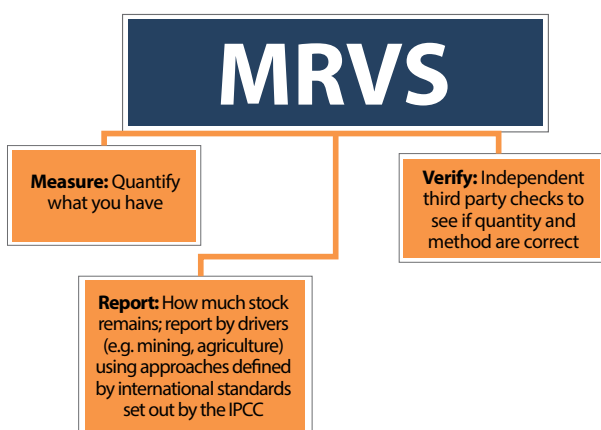 MRVS
Measure: Quantify
what you have
Verify: Independent
third party checks to
see if quantity and
method are correct
Report: How much stock
remains; report by drivers
(e.g. mining, agriculture)
using approaches defined
by international standards
set out by the IPCC